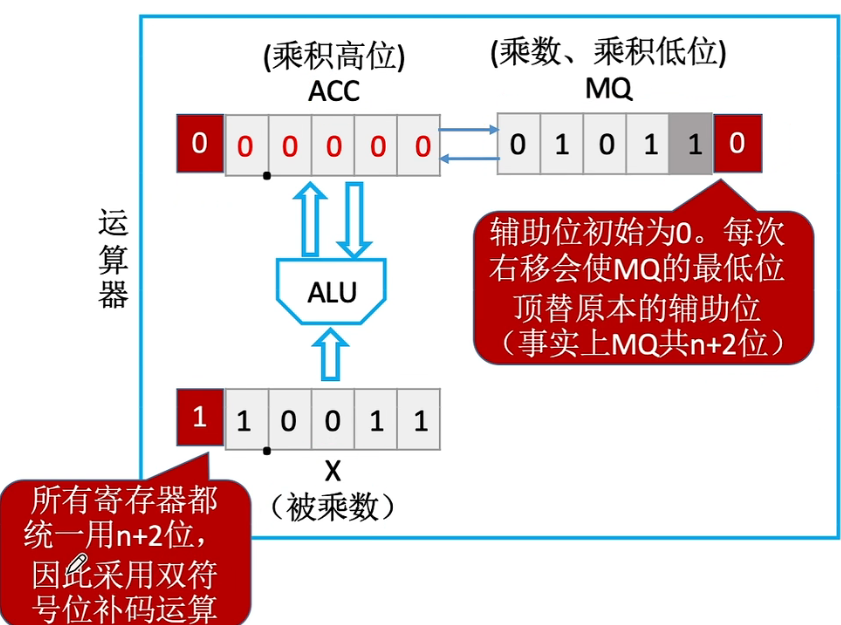 (乘积高位)
ACC
(乘数、乘积低位)
MQ
0 0 0 0 0 0
0 1 0 1 1 0
运算器
ALU
辅助位初始为0。每次
右移会使MQ的最低位
顶替原本的辅助位
（事实上MQ共n+2位）
1 1 0 0 1 1
X
（被乘数）
所有寄存器都
统一用n+2位，
因此采用双符
号位补码运算